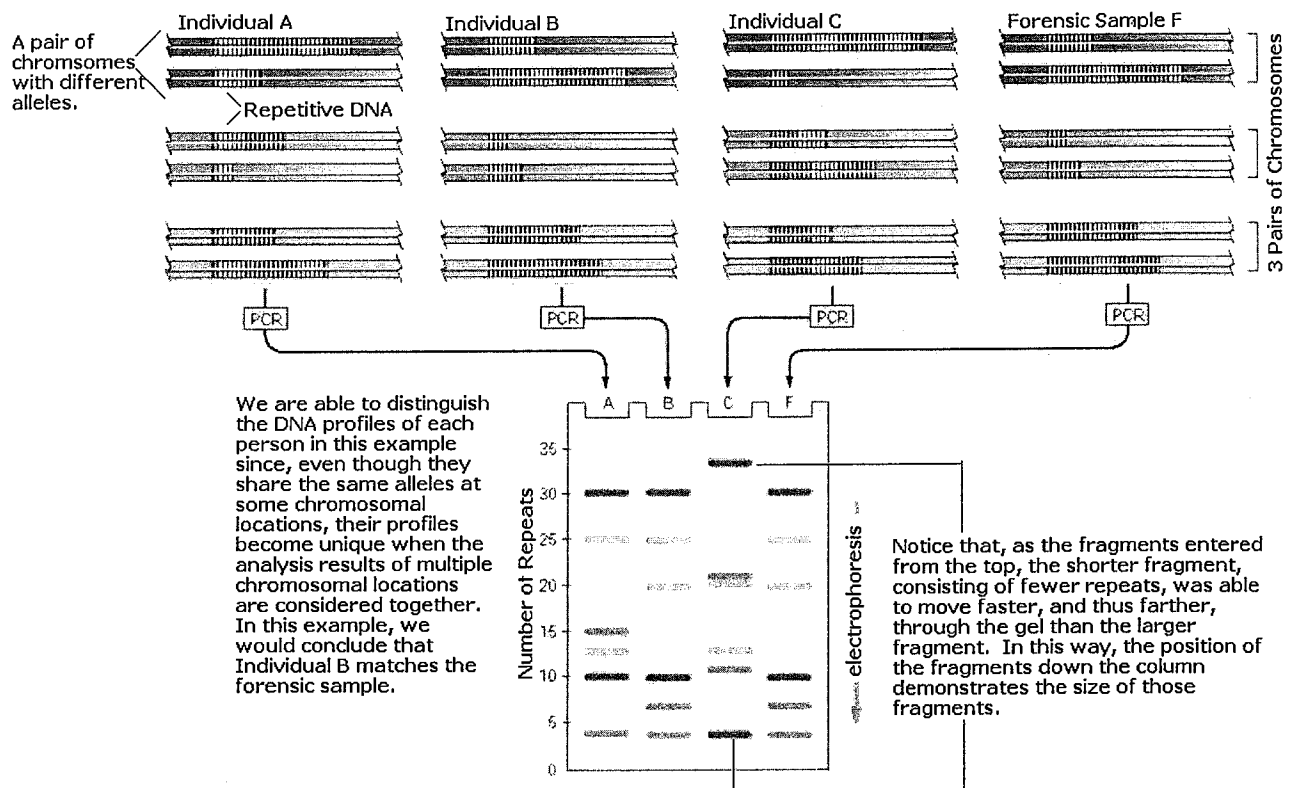 Individual A
Individual B
Individual C
Forensic Sample F
A pair of
chromsomes
with different
alleles.
Repetitive DNA
3 Pairs of Chromosomes
PCR
PCR
PCR
PCR
We are able to distinguish
the DNA profiles of each
person in this example
since, even though they
share the same alleles at
some chromosomal
locations, their profiles
become unique when the
analysis results of multiple
chromosomal locations
are considered together.
In this example, we
would conclude that
Individual B matches the
forensic sample.
A
B
C
F
Number of Repeats
35
30
25
20
15
10
5
0
electrophoresis
Notice that, as the fragments entered
from the top, the shorter fragment,
consisting of fewer repeats, was able
to move faster, and thus farther,
through the gel than the larger
fragment. In this way, the position of
the fragments down the column
demonstrates the size of those
fragments.